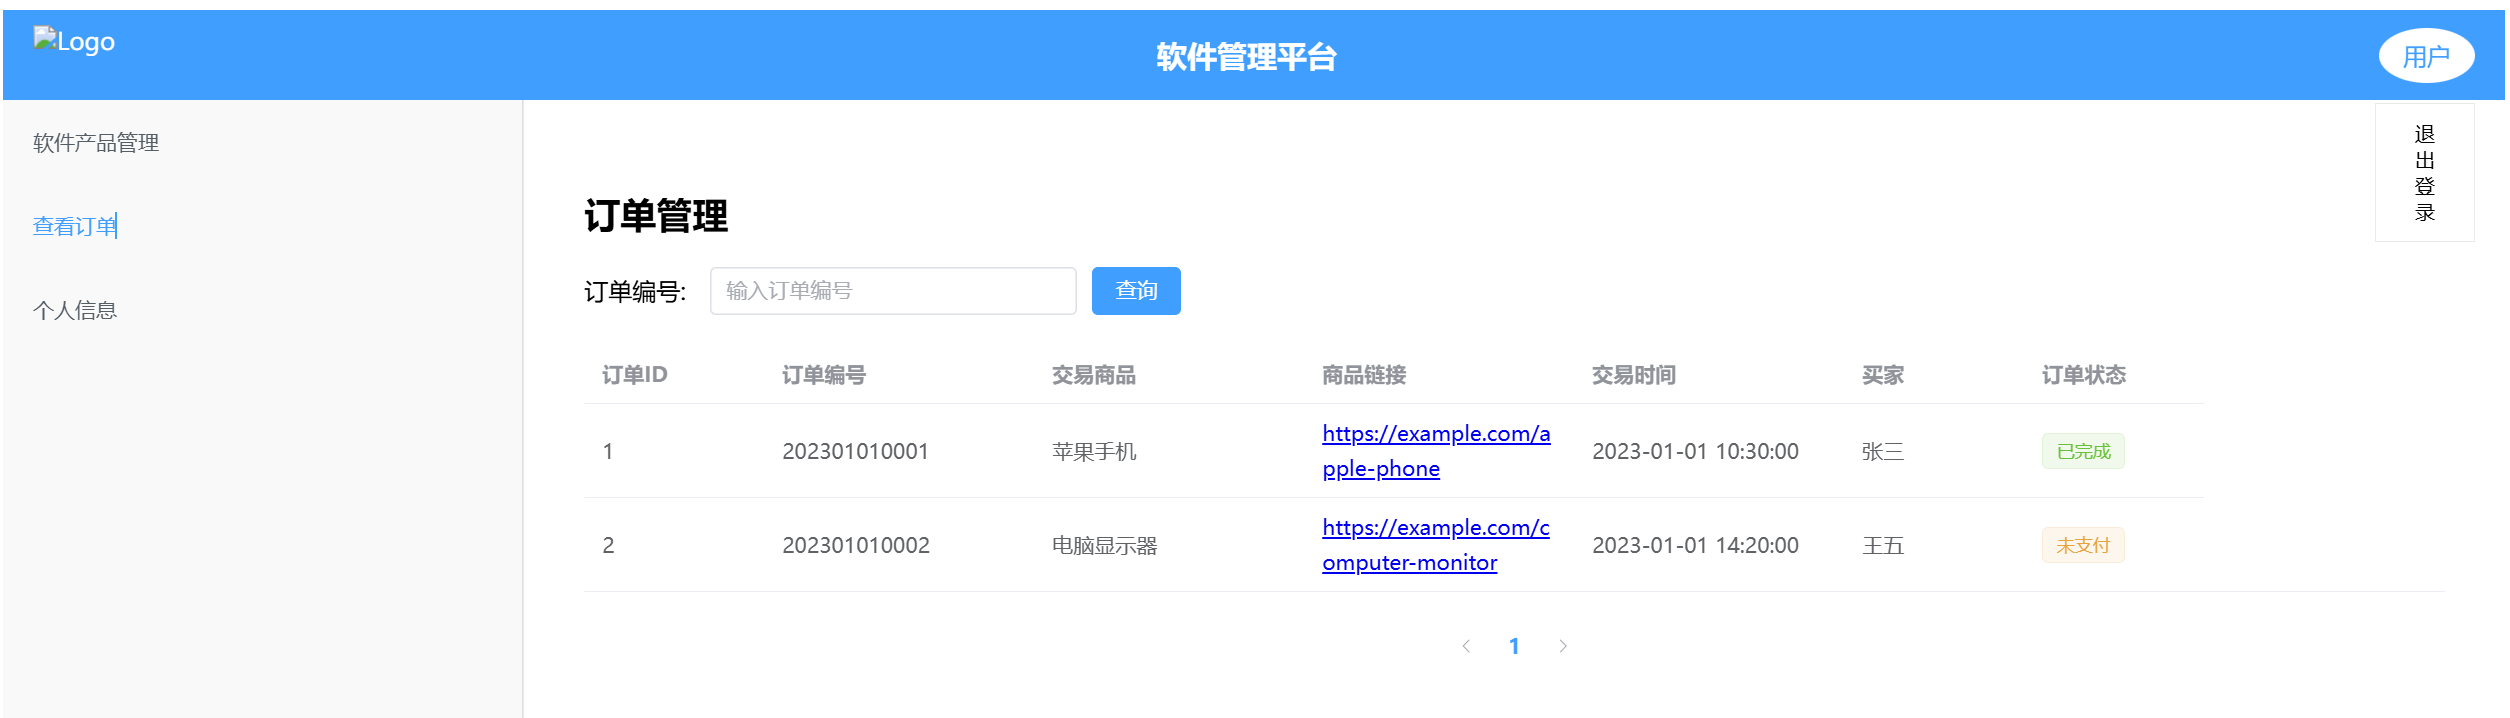 Logo
软件管理平台
用户
软件产品管理
查看订单
个人信息
退
出
登
录
订单管理
订单编号: 输入订单编号 查询
订单ID 订单编号 交易商品 商品链接 交易时间 买家 订单状态
1 202301010001 苹果手机 https://example.com/a 2023-01-01 10:30:00 张三 已完成
pple-phone
2 202301010002 电脑显示器 https://example.com/c 2023-01-01 14:20:00 王五 未支付
omputer-monitor
1